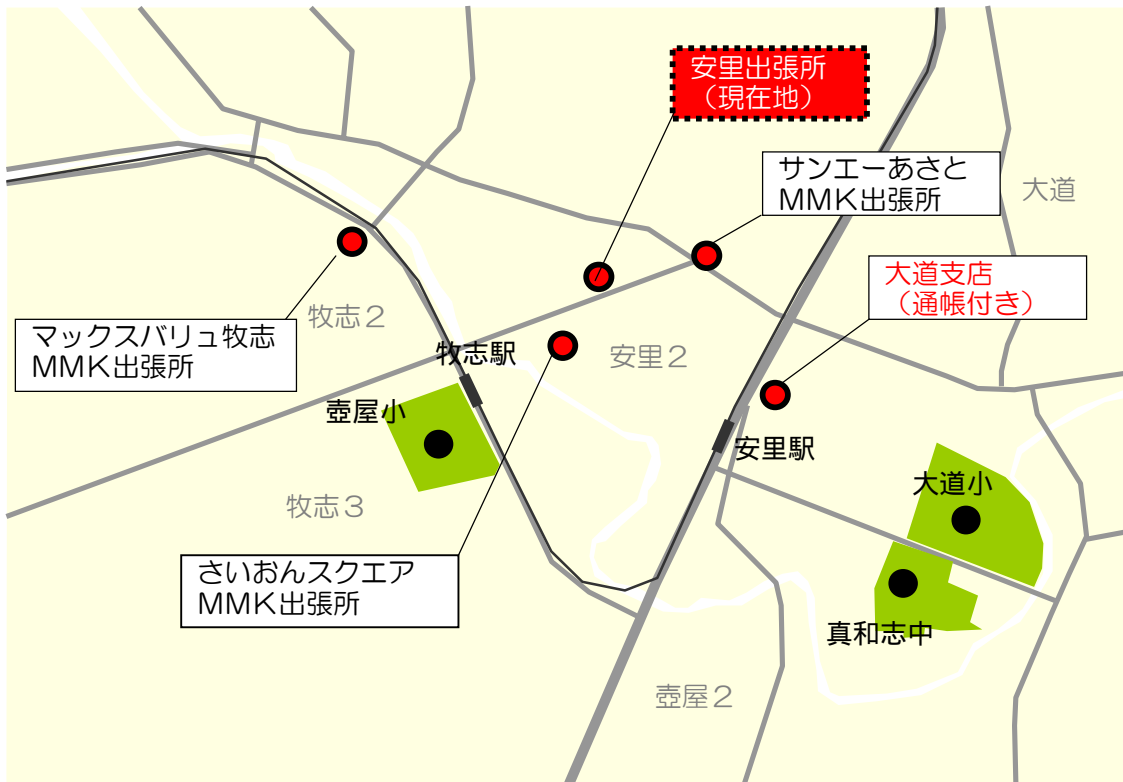 安里出張所
（現在地）
サンエーあさと
ＭＭＫ出張所
大道
大道支店
（通帳付き）
マックスバリュ牧志
ＭＭＫ出張所
牧志２
牧志駅
安里２
壺屋小
安里駅
大道小
牧志３
さいおんスクエア
ＭＭＫ出張所
真和志中
壺屋２